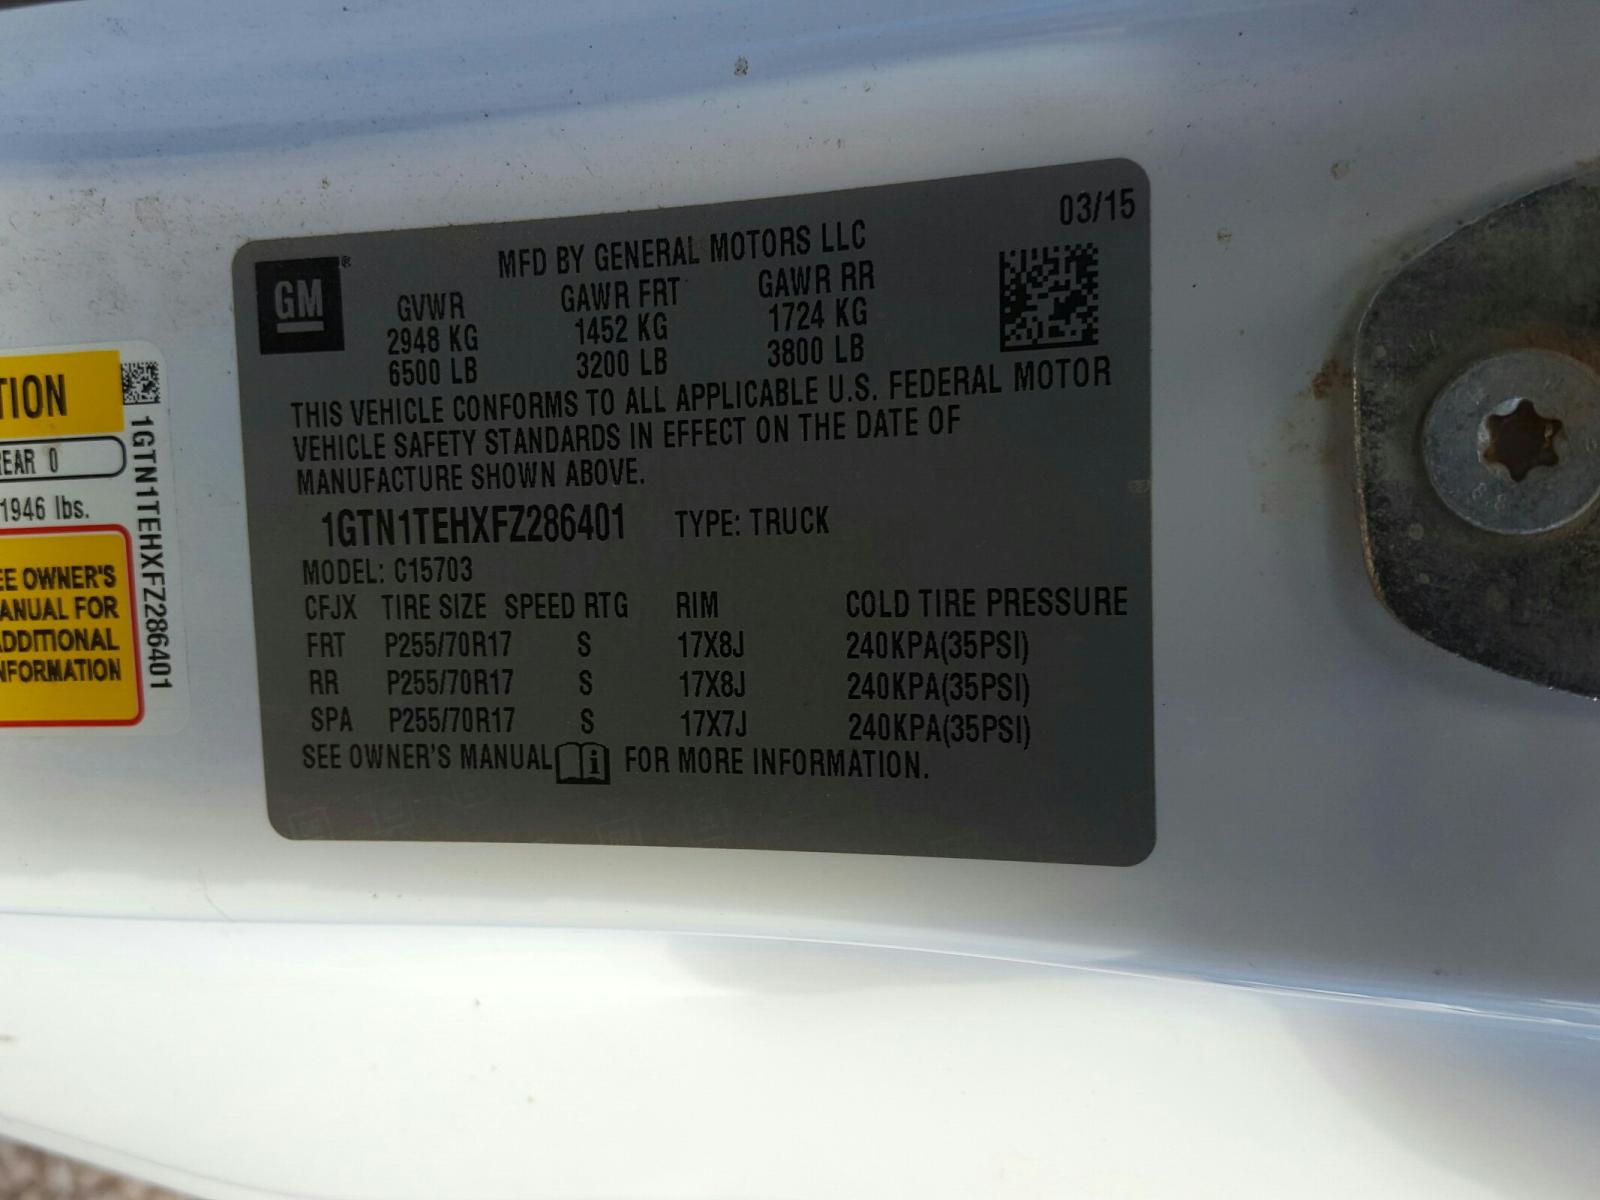 03/15
MFD BY GENERAL MOTORS LLC
GM®
GVWR GAWR FRT GAWR RR
2948 KG 1452 KG 1724 KG
6500 LB 3200 LB 3800 LB
THIS VEHICLE CONFORMS TO ALL APPLICABLE U.S. FEDERAL MOTOR
VEHICLE SAFETY STANDARDS IN EFFECT ON THE DATE OF
MANUFACTURE SHOWN ABOVE.
1GTN1TEHXFZ286401 TYPE: TRUCK
MODEL: C15703
CFJX TIRE SIZE SPEED RTG RIM COLD TIRE PRESSURE
FRT P255/70R17 S 17X8J 240KPA(35PSI)
RR P255/70R17 S 17X8J 240KPA(35PSI)
SPA P255/70R17 S 17X7J 240KPA(35PSI)
SEE OWNER'S MANUAL i FOR MORE INFORMATION.
TION
REAR 0
1946 lbs.
EE OWNER'S
ANUAL FOR
ADDITIONAL
NFORMATION
1GTN1TEHXFZ286401